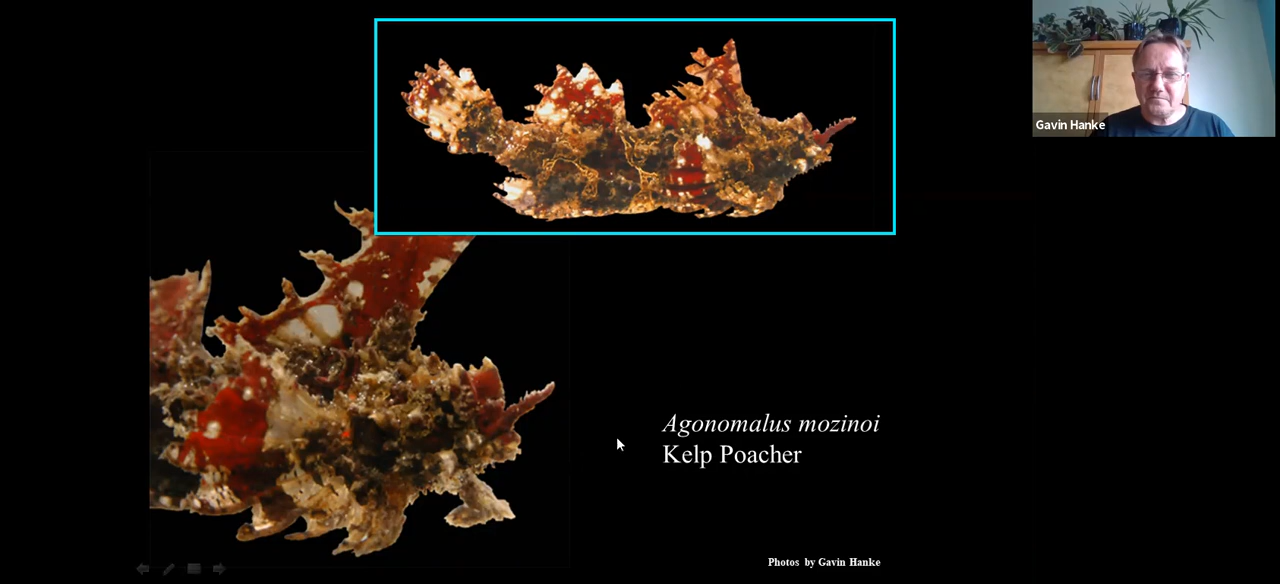 Gavin Hanke
Agonomalus mozinoi
Kelp Poacher
Photos by Gavin Hanke